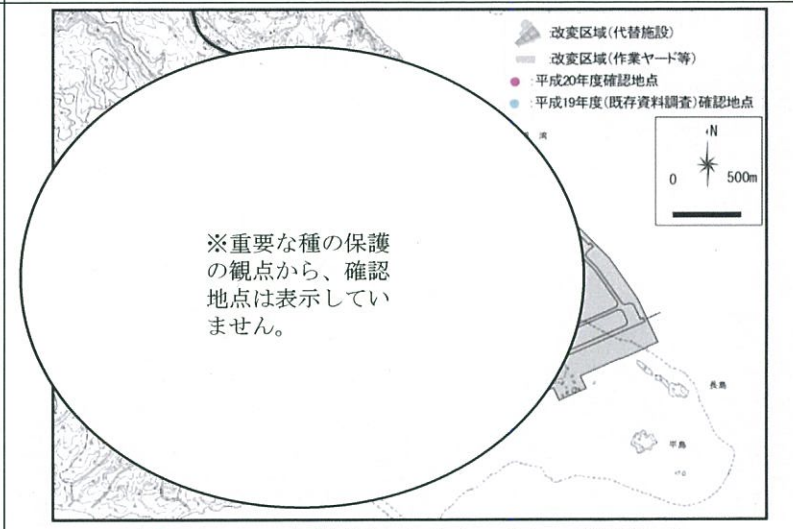 改変区域(代替施設)
改変区域(作業ヤード等)
:平成20年度確認地点
:平成19年度(既存資料調査)確認地点
湾
N
0 500m
※重要な種の保護
の観点から、確認
地点は表示してい
ません。
長島
平島